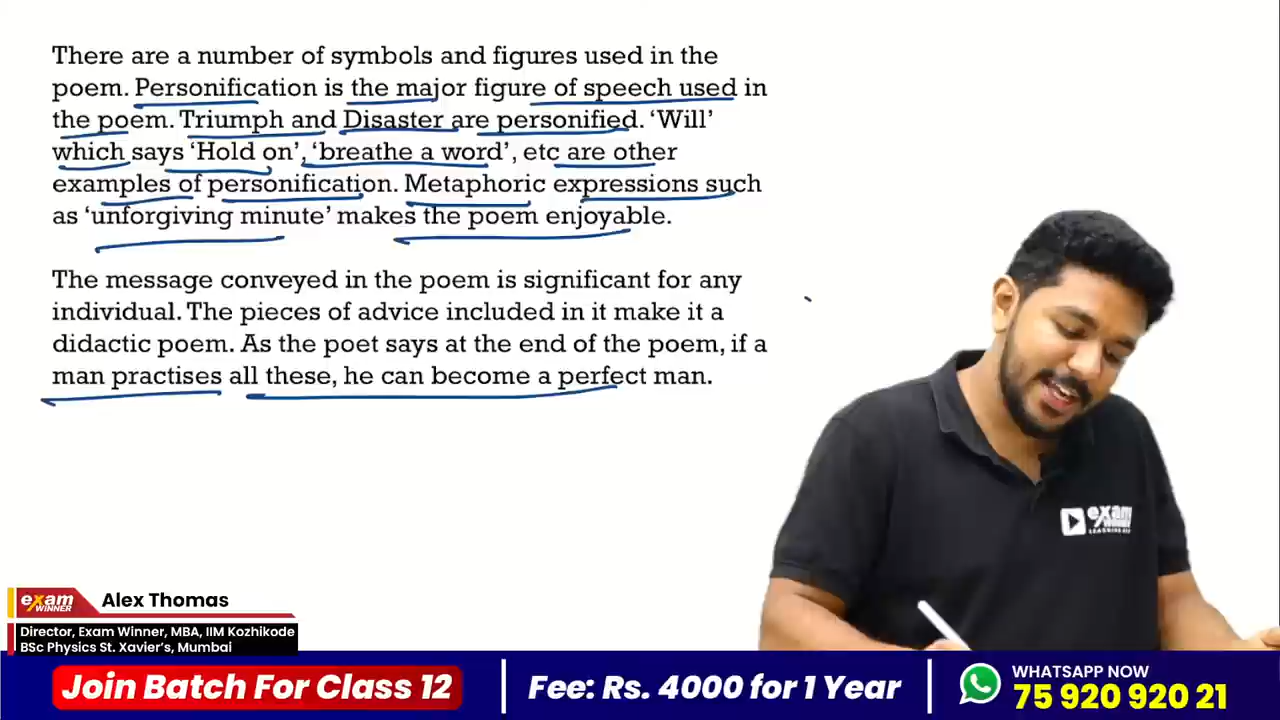 There are a number of symbols and figures used in the
poem. Personification is the major figure of speech used in
the poem. Triumph and Disaster are personified. ‘Will’
which says ‘Hold on’, ‘breathe a word’, etc are other
examples of personification. Metaphoric expressions such
as ‘unforgiving minute’ makes the poem enjoyable.
The message conveyed in the poem is significant for any
individual. The pieces of advice included in it make it a
didactic poem. As the poet says at the end of the poem, if a
man practises all these, he can become a perfect man.
exam
WINNER
exam
WINNER
Alex Thomas
Director, Exam Winner, MBA, IIM Kozhikode
BSc Physics St. Xavier’s, Mumbai
Join Batch For Class 12
Fee: Rs. 4000 for 1 Year
WHATSAPP NOW
75 920 920 21